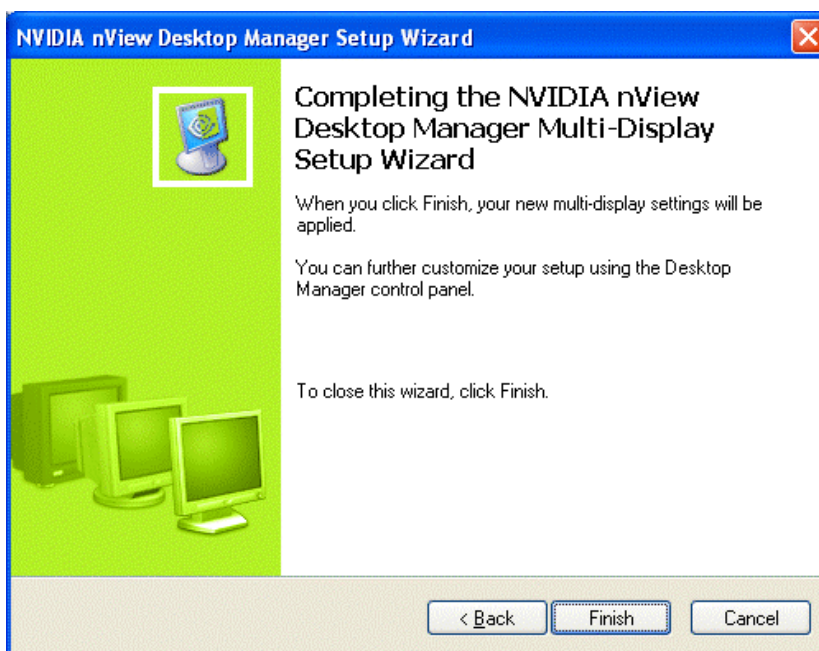 NVIDIA nView Desktop Manager Setup Wizard
Completing the NVIDIA nView
Desktop Manager Multi-Display
Setup Wizard
When you click Finish, your new multi-display settings will be
applied.
You can further customize your setup using the Desktop
Manager control panel.
To close this wizard, click Finish.
< Back Finish Cancel